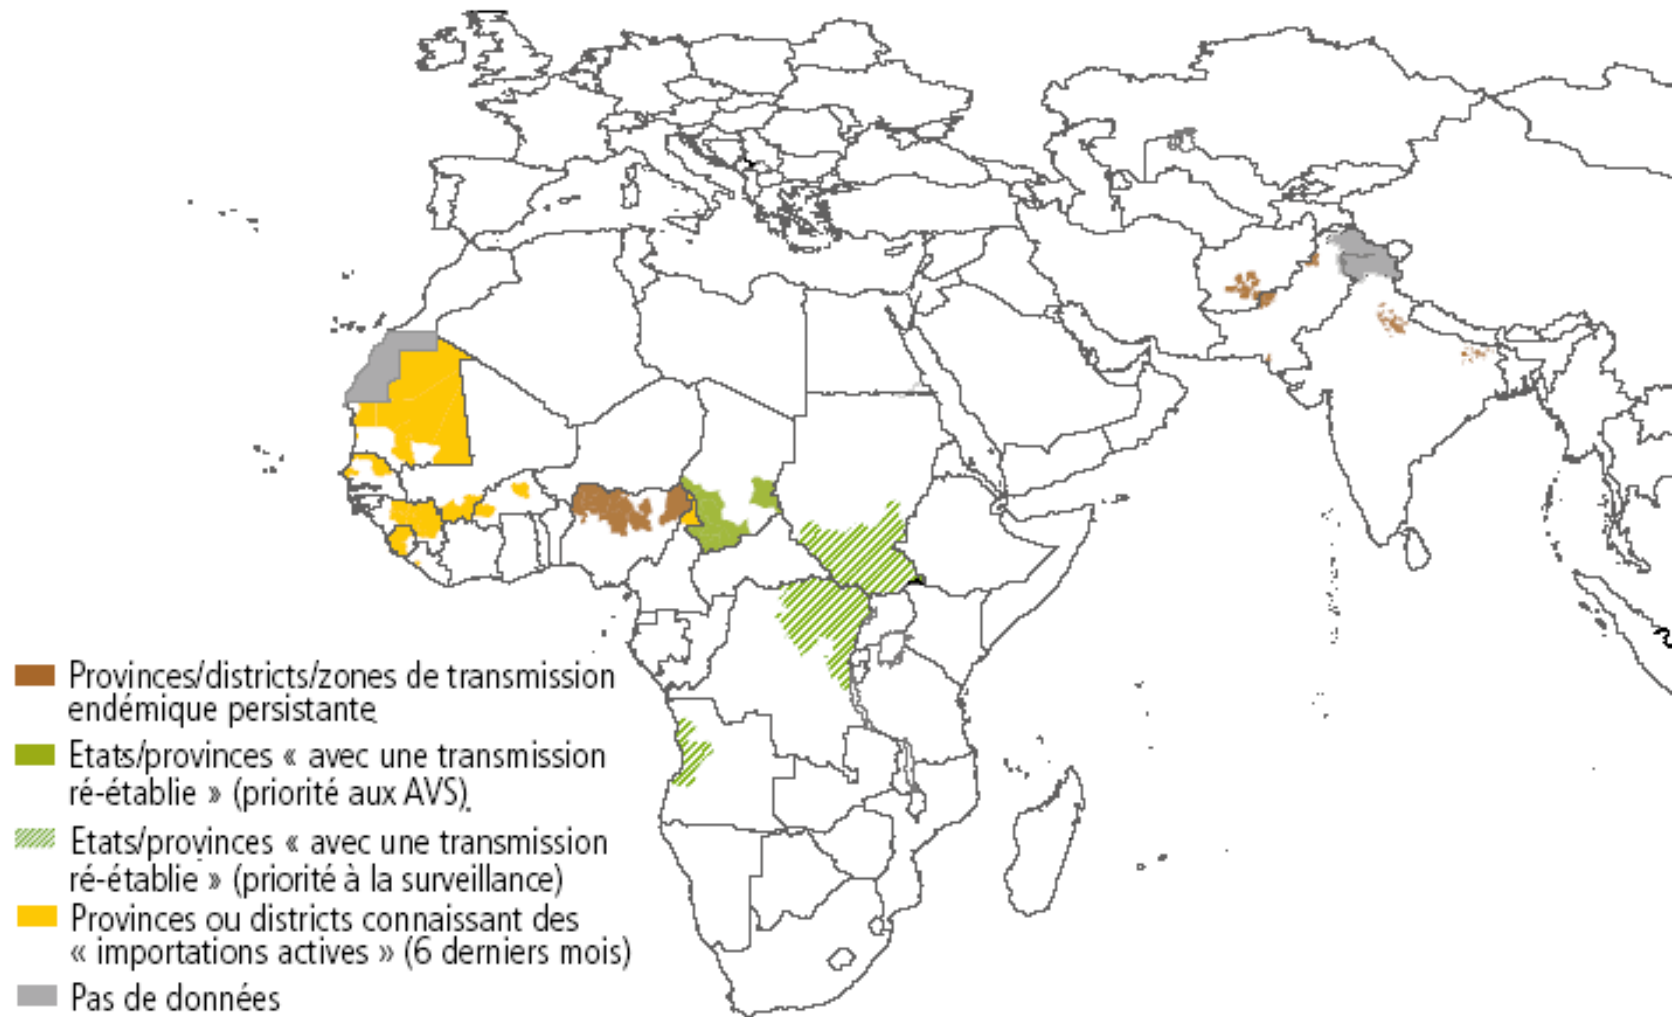 Provinces/districts/zones de transmission
endémique persistante
Etats/provinces « avec une transmission
ré-établie » (priorité aux AVS)
Etats/provinces « avec une transmission
ré-établie » (priorité à la surveillance)
Provinces ou districts connaissant des
« importations actives » (6 derniers mois)
Pas de données